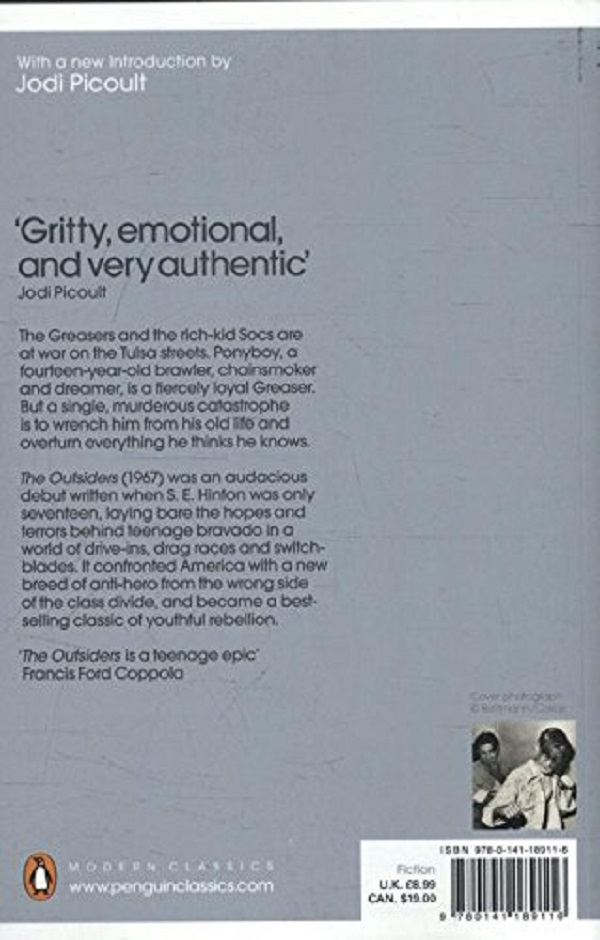 With a new Introduction by
Jodi Picoult
‘Gritty, emotional,
and very authentic’
Jodi Picoult
The Greasers and the rich-kid Socs are
at war on the Tulsa streets. Ponyboy, a
fourteen-year-old brawler, chainsmoker
and dreamer, is a fiercely loyal Greaser.
But a single, murderous catastrophe
is to wrench him from his old life and
overturn everything he thinks he knows.
The Outsiders (1967) was an audacious
debut written when S. E. Hinton was only
seventeen, laying bare the hopes and
terrors behind teenage bravado in a
world of drive-ins, drag races and switch-
blades. It confronted America with a new
breed of anti-hero from the wrong side
of the class divide, and became a best-
selling classic of youthful rebellion.
‘The Outsiders is a teenage epic’
Francis Ford Coppola
Cover photograph
© Bettmann/Corbis
ISBN 978-0-141-18911-6
Fiction
U.K. £8.99
CAN. $19.00
9 780141 189116
MODERN CLASSICS
www.penguinclassics.com